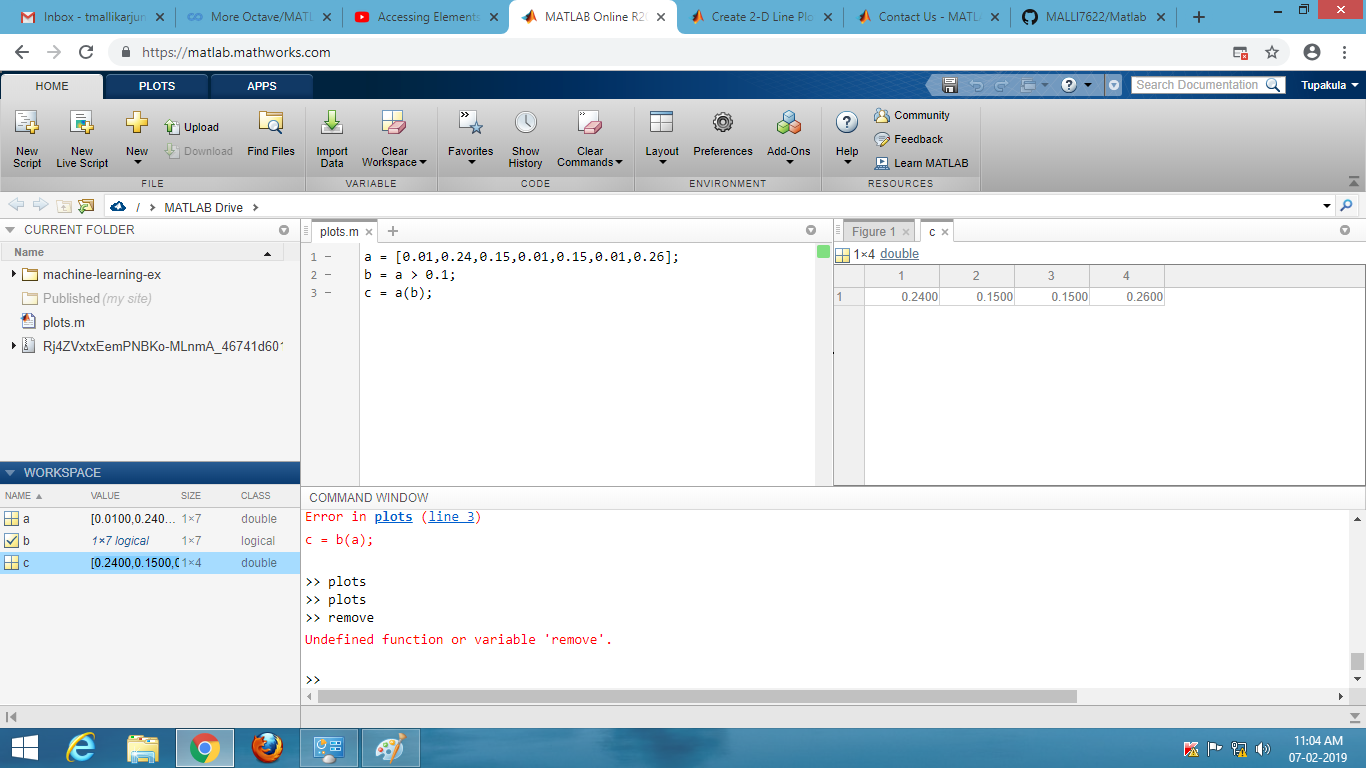 Inbox - tmallikarjun
More Octave/MATL
Accessing Elements
MATLAB Online R20
Create 2-D Line Plo
Contact Us - MATL
MALLI7622/Matlab
https://matlab.mathworks.com
HOME PLOTS APPS
Search Documentation
Tupakula
New Script
New Live Script
New
Upload
Download
Find Files
FILE
Import Data
Clear Workspace
VARIABLE
Favorites
Show History
Clear Commands
CODE
Layout
Preferences
Add-Ons
ENVIRONMENT
Help
Community
Feedback
Learn MATLAB
RESOURCES
/ MATLAB Drive
CURRENT FOLDER
Name
machine-learning-ex
Published (my site)
plots.m
Rj4ZVxtxEemPNBKo-MLnmA_46741d601
WORKSPACE
NAME VALUE SIZE CLASS
a [0.0100,0.240... 1×7 double
b 1×7 logical 1×7 logical
c [0.2400,0.1500,0 1×4 double
plots.m
1 – a = [0.01,0.24,0.15,0.01,0.15,0.01,0.26];
2 – b = a > 0.1;
3 – c = a(b);
Figure 1
c
1×4 double
1 2 3 4
1 0.2400 0.1500 0.1500 0.2600
COMMAND WINDOW
Error in plots (line 3)
c = b(a);
>> plots
>> plots
>> remove
Undefined function or variable 'remove'.
>>
11:04 AM
07-02-2019